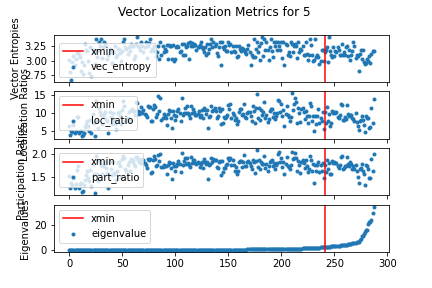 Vector Localization Metrics for 5
Vector Entropies
3.25
3.00
2.75
xmin
vec_entropy
Localization Ratios
15
10
5
xmin
loc_ratio
Participation Ratios
2.0
1.5
xmin
part_ratio
Eigenvalues
20
0
xmin
eigenvalue
0 50 100 150 200 250 300